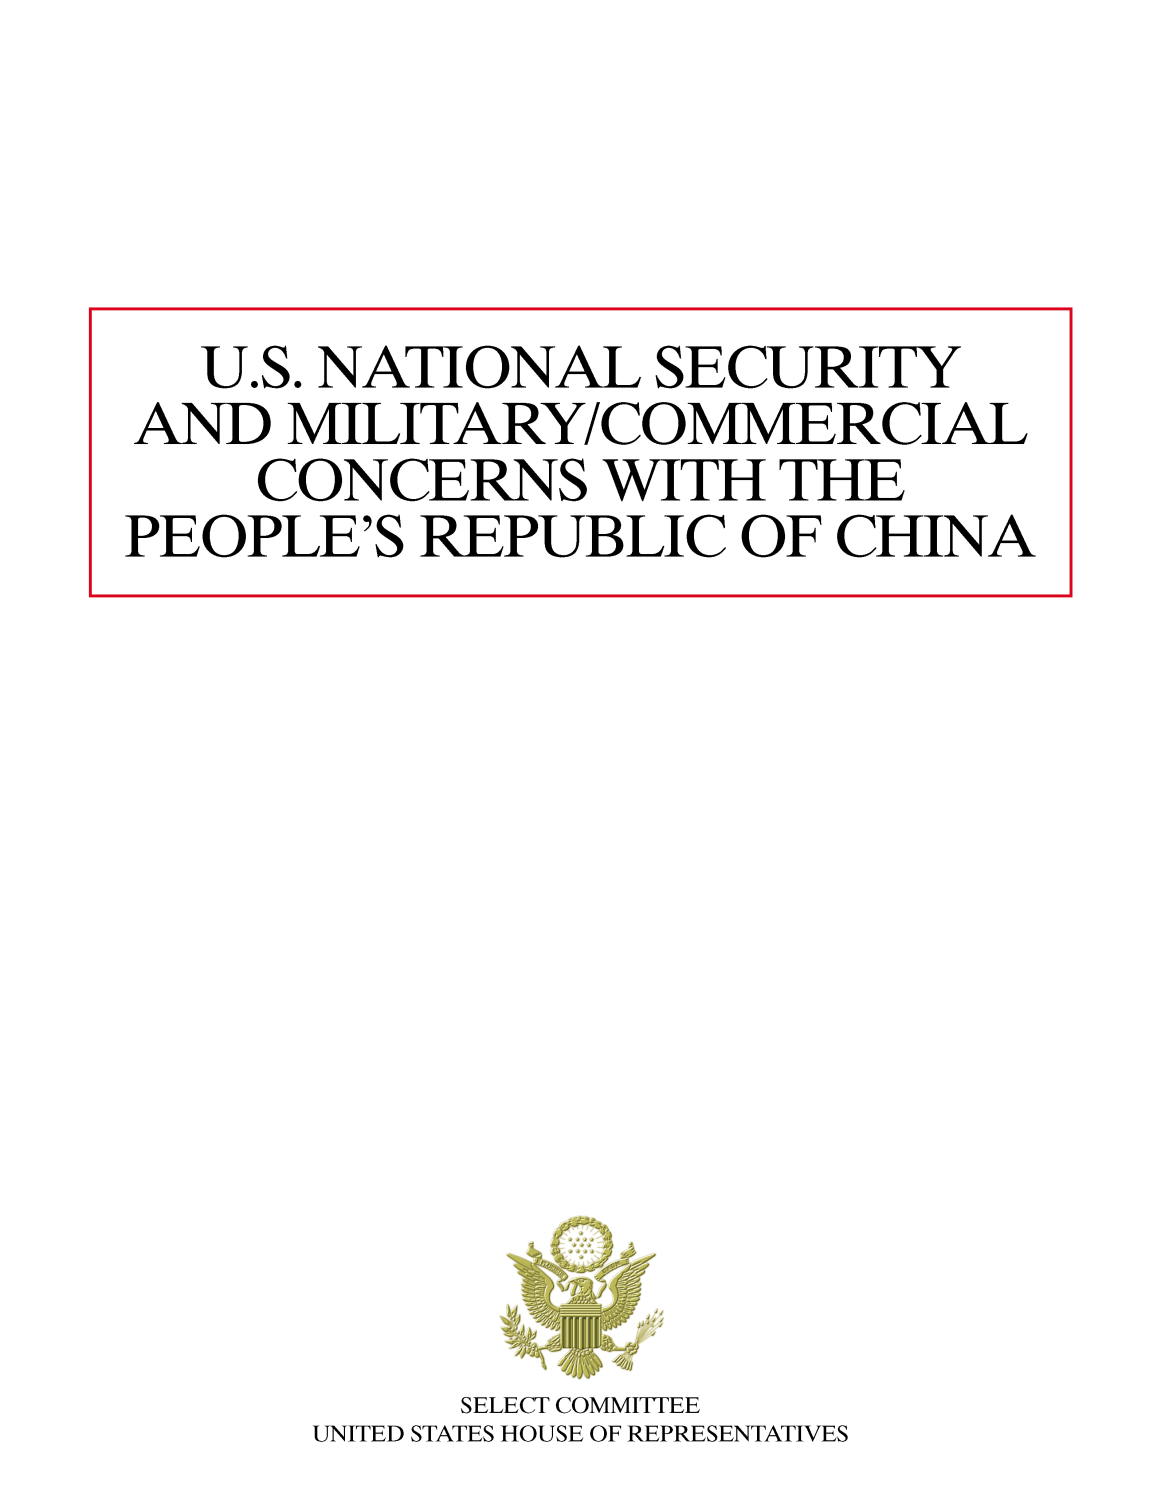 U.S. NATIONAL SECURITY
AND MILITARY/COMMERCIAL
CONCERNS WITH THE
PEOPLE’S REPUBLIC OF CHINA
SELECT COMMITTEE
UNITED STATES HOUSE OF REPRESENTATIVES